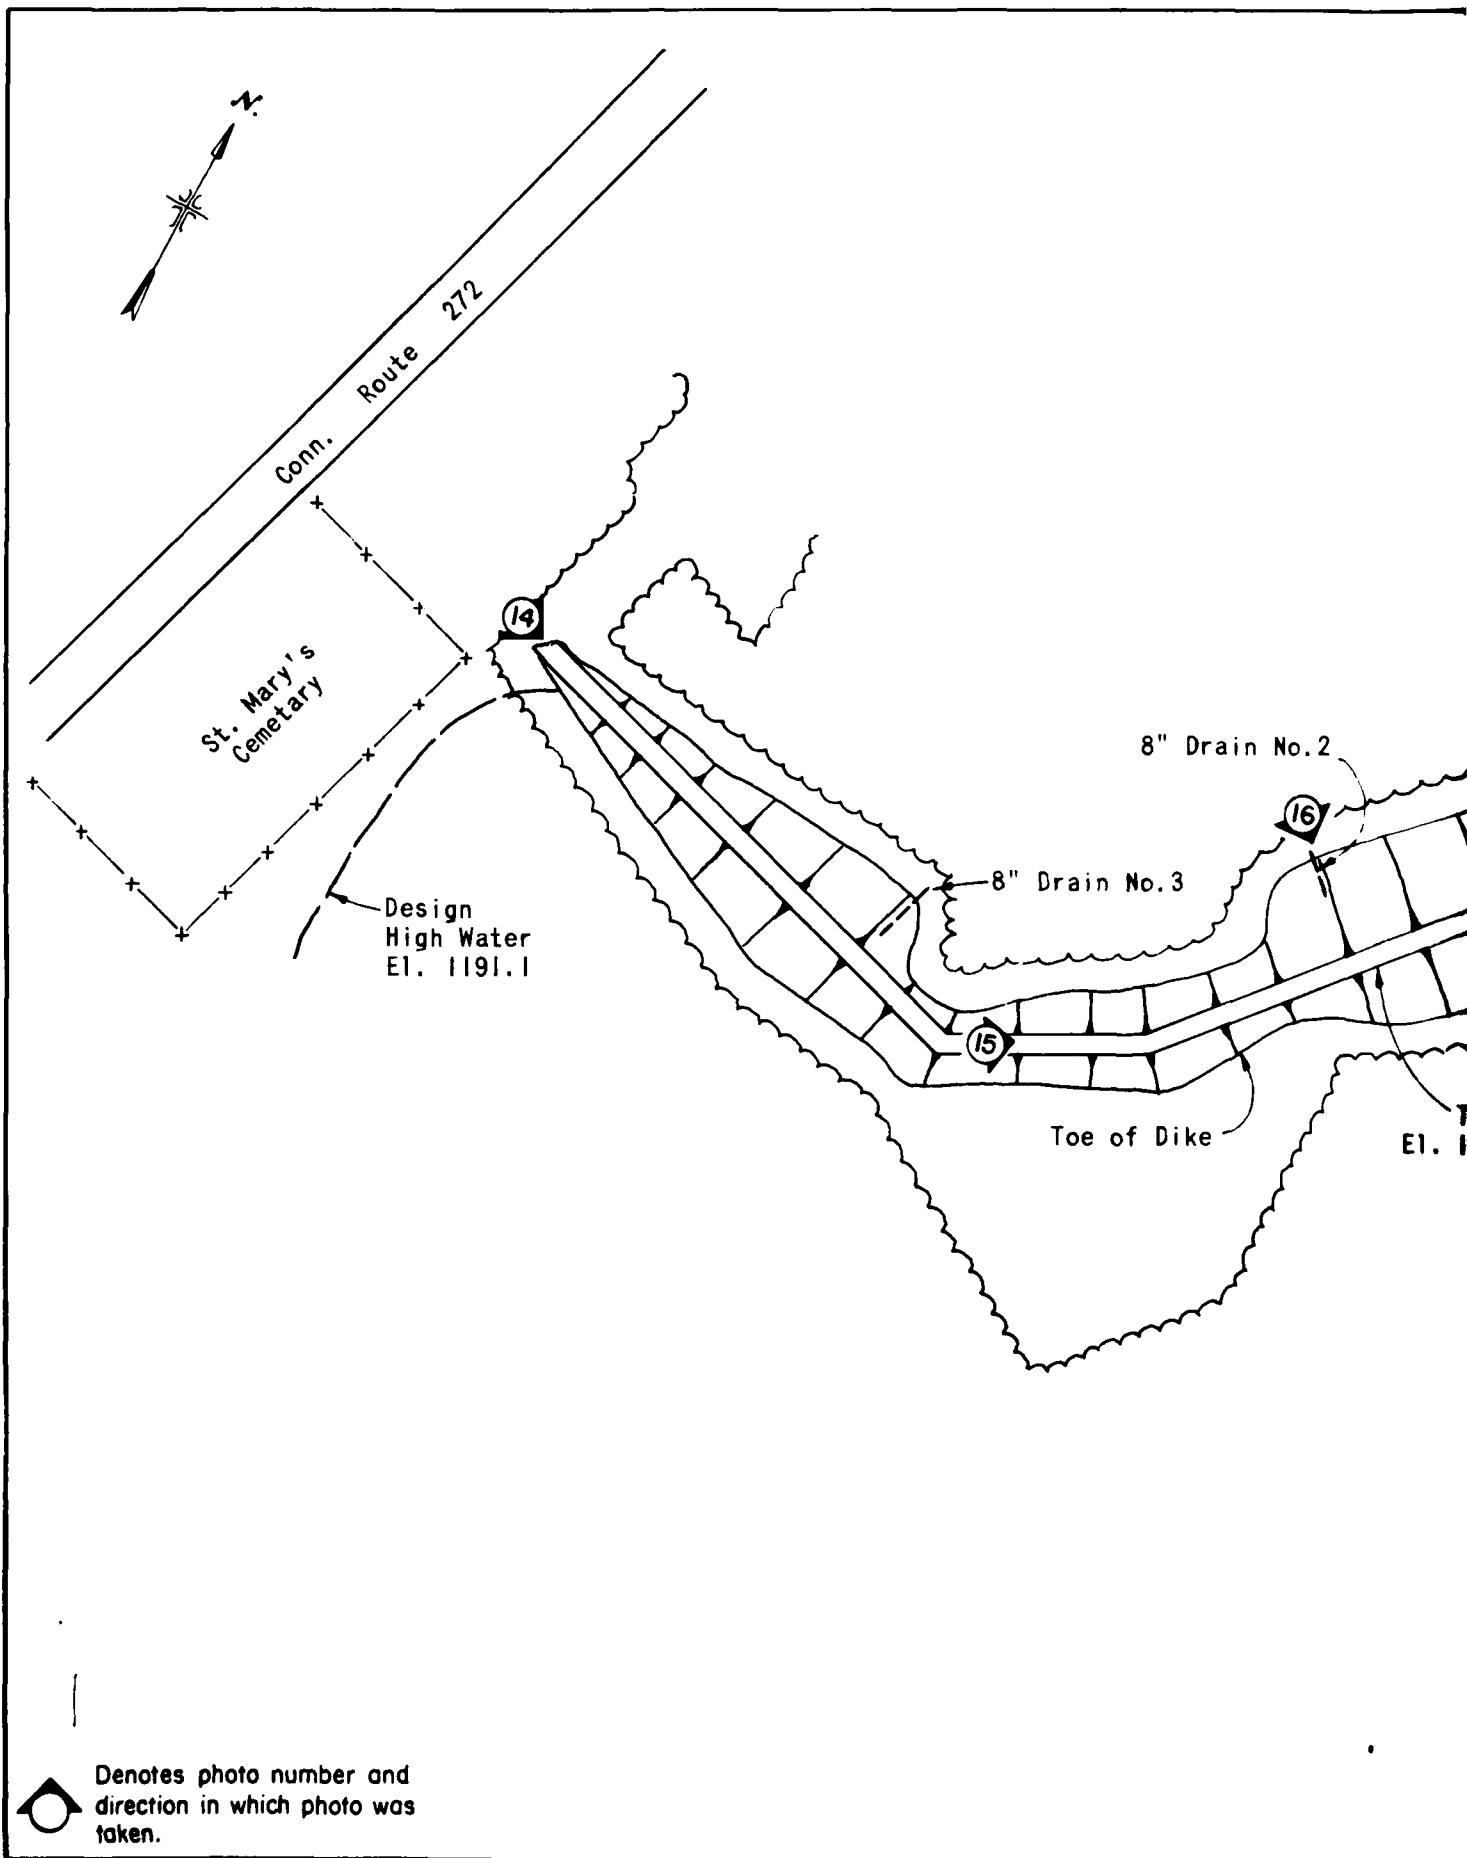 N.
Conn. Route 272
St. Mary's
Cemetary
14
8" Drain No.2
16
8" Drain No.3
Design
High Water
El. 1191.1
15
Toe of Dike
El.
Denotes photo number and
direction in which photo was
taken.